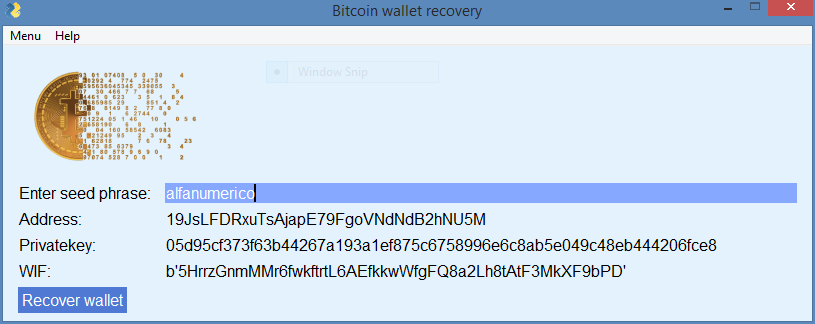 Bitcoin wallet recovery
Menu Help
Window Snip
Enter seed phrase: alfanumerico
Address: 19JsLFDRxuTsAjapE79FgoVNdNdB2hNU5M
Privatekey: 05d95cf373f63b44267a193a1ef875c6758996e6c8ab5e049c48eb444206fce8
WIF: b'5HrrzGnmMMr6fwkftrtL6AEfkkwWfgFQ8a2Lh8tAtF3MkXF9bPD'
Recover wallet